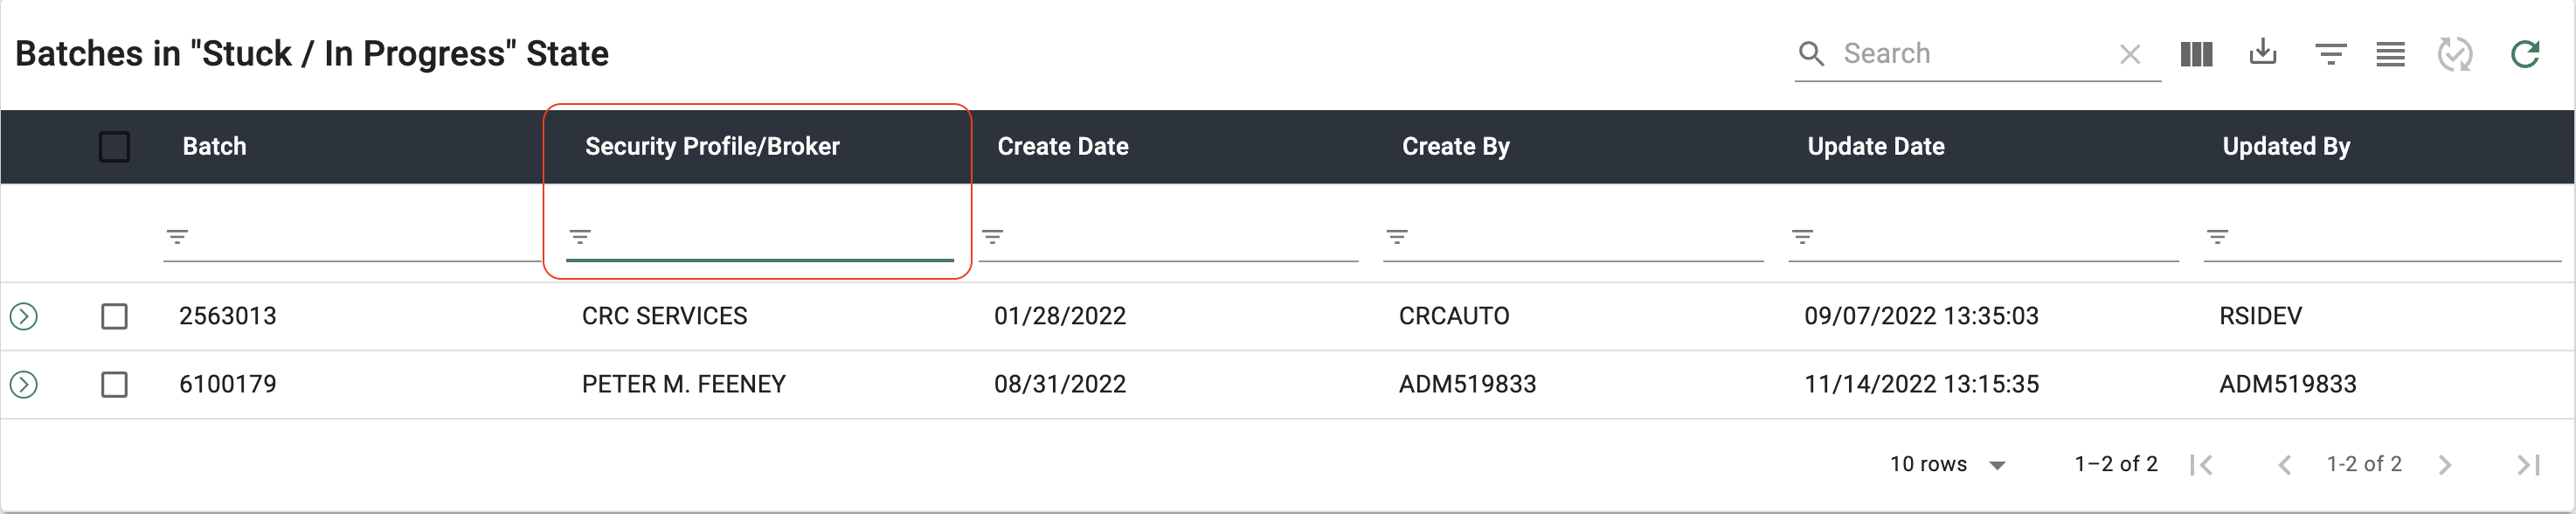 Batches in "Stuck / In Progress" State
Search
Batch Security Profile/Broker Create Date Create By Update Date Updated By
2563013 CRC SERVICES 01/28/2022 CRCAUTO 09/07/2022 13:35:03 RSIDEV
6100179 PETER M. FEENEY 08/31/2022 ADM519833 11/14/2022 13:15:35 ADM519833
10 rows 1–2 of 2 1-2 of 2